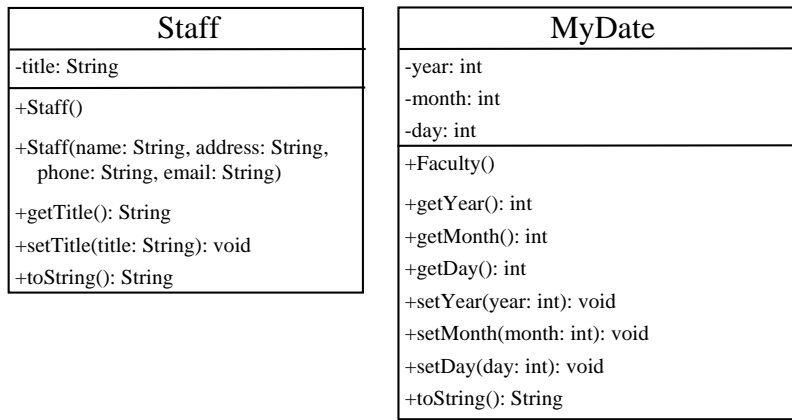 Staff
-title: String
+Staff()
+Staff(name: String, address: String,
phone: String, email: String)
+getTitle(): String
+setTitle(title: String): void
+toString(): String
MyDate
-year: int
-month: int
-day: int
+Faculty()
+getYear(): int
+getMonth(): int
+getDay(): int
+setYear(year: int): void
+setMonth(month: int): void
+setDay(day: int): void
+toString(): String